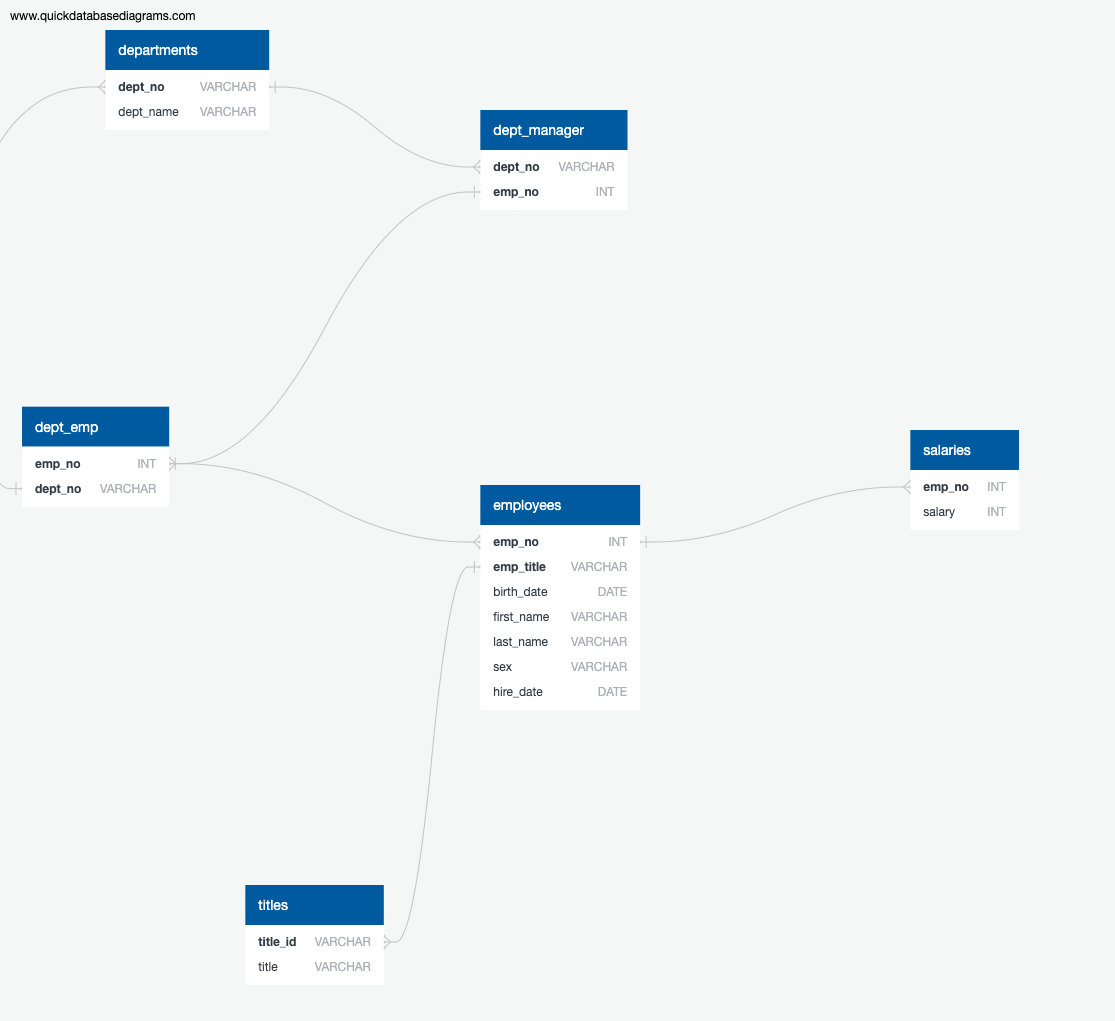 www.quickdatabasediagrams.com
departments
dept_no VARCHAR
dept_name VARCHAR
dept_manager
dept_no VARCHAR
emp_no INT
dept_emp
emp_no INT
dept_no VARCHAR
employees
emp_no INT
emp_title VARCHAR
birth_date DATE
first_name VARCHAR
last_name VARCHAR
sex VARCHAR
hire_date DATE
salaries
emp_no INT
salary INT
titles
title_id VARCHAR
title VARCHAR